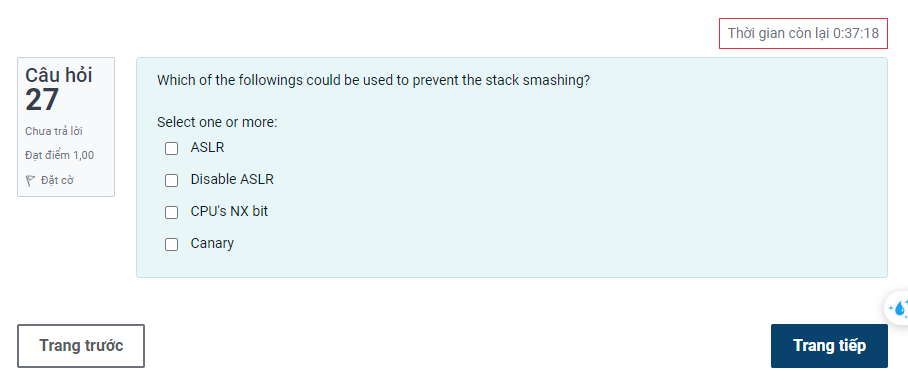 Thời gian còn lại 0:37:18
Câu hỏi
27
Chưa trả lời
Đạt điểm 1,00
Đặt cờ
Which of the followings could be used to prevent the stack smashing?
Select one or more:
ASLR
Disable ASLR
CPU's NX bit
Canary
Trang trước
Trang tiếp